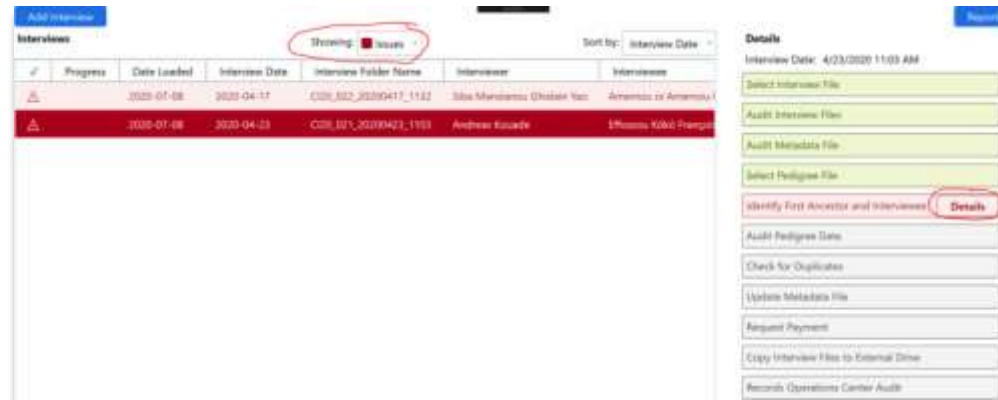 Add Interview
Report
Interviews
Showing: Issues
Sort by: Interview Date
Details
Interview Date: 4/23/2020 11:03 AM
Progress Date Loaded Interview Date Interview Folder Name Interviewer Interviewee
2020-07-08 2020-04-17
2020-07-08 2020-04-23 Andreas Kouade
Select Interview File
Audit Interview Files
Audit Metadata File
Select Pedigree File
Identify First Ancestor and Interviewee Details
Audit Pedigree Data
Check for Duplicates
Update Metadata File
Request Payment
Copy Interview Files to External Drive
Records Operations Center Audit